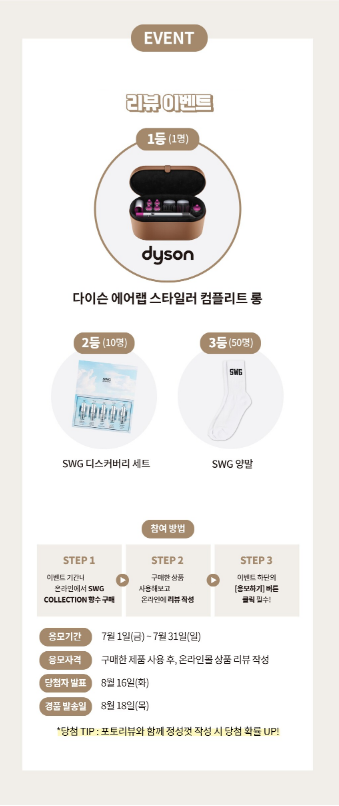 EVENT
리뷰 이벤트
1등 (1명)
dyson
다이슨 에어랩 스타일러 컴플리트 롱
2등 (10명)
3등 (50명)
SWG
SWG
SWG 디스커버리 세트
SWG 양말
참여 방법
STEP 1
이벤트 기간니
온라인에서 SWG
COLLECTION 향수 구매
STEP 2
구매한 상품
사용해보고
온라인에 리뷰 작성
STEP 3
이벤트 하단의
[응모하기] 버튼
클릭 필수!
응모기간 7월 1일(금) ~ 7월 31일(일)
응모자격 구매한 제품 사용 후, 온라인몰 상품 리뷰 작성
당첨자 발표 8월 16일(화)
경품 발송일 8월 18일(목)
*당첨 TIP : 포토리뷰와 함께 정성껏 작성 시 당첨 확률 UP!